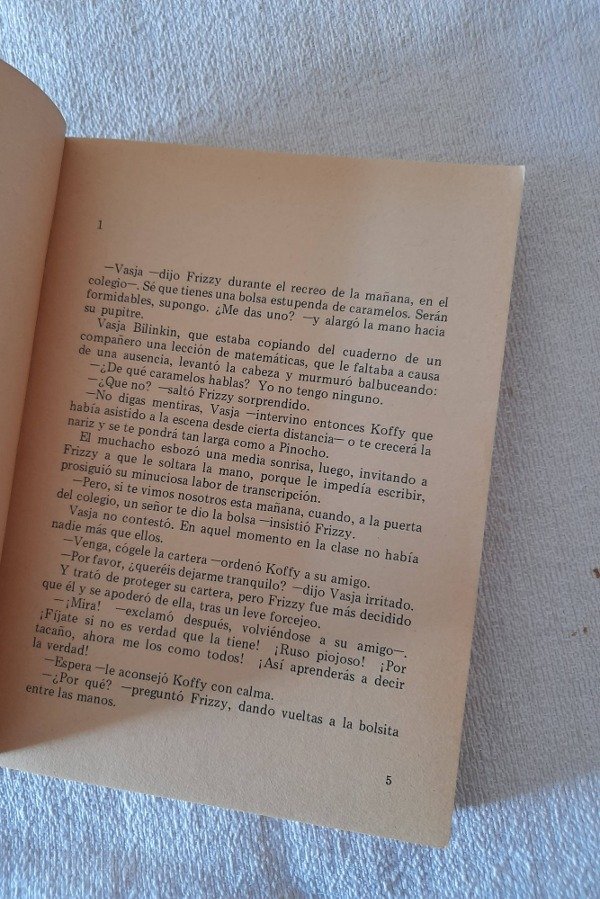 1
—Vasja —dijo Frizzy durante el recreo de la mañana, en el
colegio—. Sé que tienes una bolsa estupenda de caramelos. Serán
formidables, supongo. ¿Me das uno? —y alargó la mano hacia
su pupitre.
Vasja Bilinkin, que estaba copiando del cuaderno de un
compañero una lección de matemáticas, que le faltaba a causa
de una ausencia, levantó la cabeza y murmuró balbuceando:
—¿De qué caramelos hablas? Yo no tengo ninguno.
—¿Que no? —saltó Frizzy sorprendido.
—No digas mentiras, Vasja —intervino entonces Koffy que
había asistido a la escena desde cierta distancia— o te crecerá la
nariz y se te pondrá tan larga como a Pinocho.
El muchacho esbozó una media sonrisa, luego, invitando a
Frizzy a que le soltara la mano, porque le impedía escribir,
prosiguió su minuciosa labor de transcripción.
—Pero, si te vimos nosotros esta mañana, cuando, a la puerta
del colegio, un señor te dio la bolsa —insistió Frizzy.
Vasja no contestó. En aquel momento en la clase no había
nadie más que ellos.
—Venga, cógele la cartera —ordenó Koffy a su amigo.
—Por favor, ¿queréis dejarme tranquilo? —dijo Vasja irritado.
Y trató de proteger su cartera, pero Frizzy fue más decidido
que él y se apoderó de ella, tras un leve forcejeo.
—¡Mira! —exclamó después, volviéndose a su amigo—.
¡Fíjate si no es verdad que la tiene! ¡Ruso piojoso! ¡Por
tacaño, ahora me los como todos! ¡Así aprenderás a decir
la verdad!
—Espera —le aconsejó Koffy con calma.
—¿Por qué? —preguntó Frizzy, dando vueltas a la bolsita
entre las manos.
5